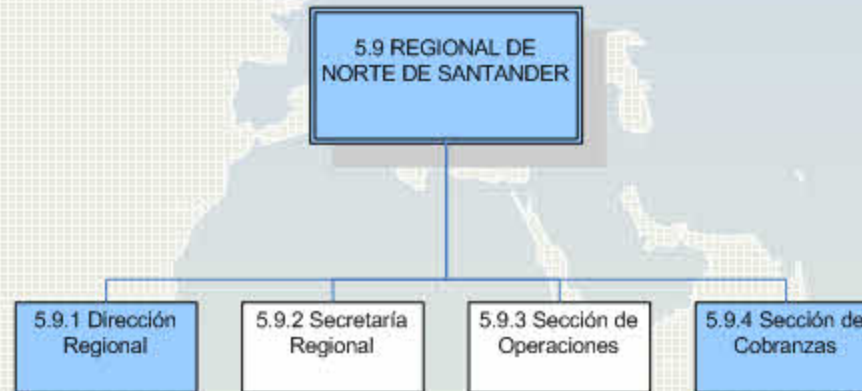 5.9 REGIONAL DE
NORTE DE SANTANDER
5.9.1 Dirección
Regional
5.9.2 Secretaría
Regional
5.9.3 Sección de
Operaciones
5.9.4 Sección de
Cobranzas